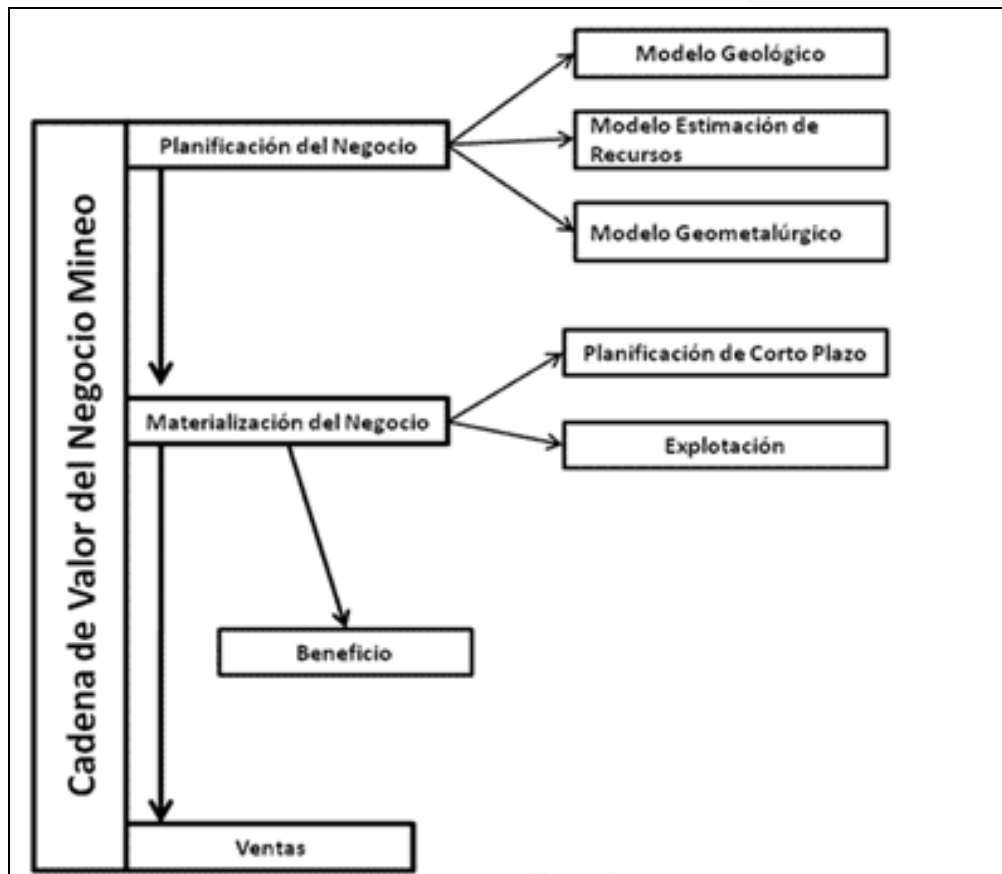 Cadena de Valor del Negocio Mineo
Planificación del Negocio
Modelo Geológico
Modelo Estimación de
Recursos
Modelo Geometalúrgico
Materialización del Negocio
Planificación de Corto Plazo
Explotación
Beneficio
Ventas